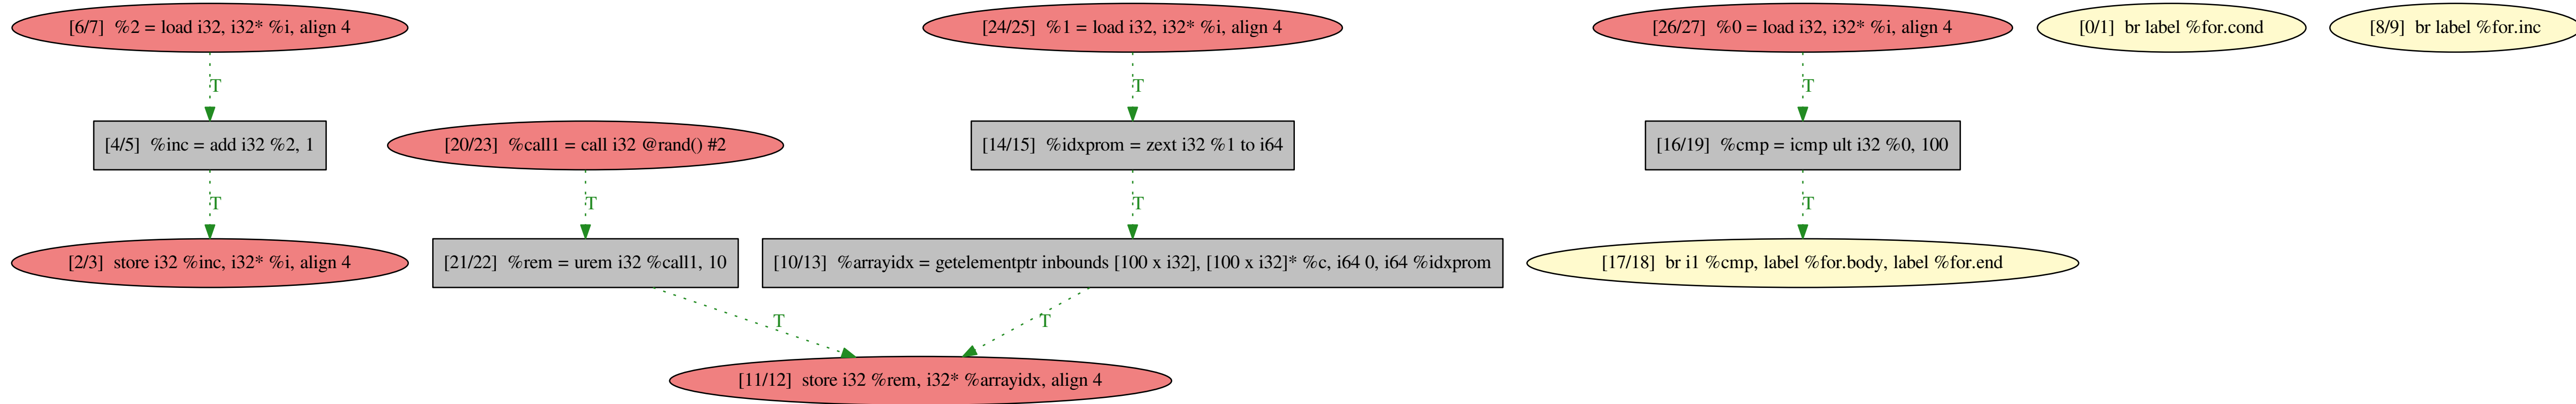 [6/7] %2 = load i32, i32* %i, align 4
[24/25] %1 = load i32, i32* %i, align 4
[26/27] %0 = load i32, i32* %i, align 4
[0/1] br label %for.cond
[8/9] br label %for.inc
T
T
T
[4/5] %inc = add i32 %2, 1
[20/23] %call1 = call i32 @rand() #2
[14/15] %idxprom = zext i32 %1 to i64
[16/19] %cmp = icmp ult i32 %0, 100
T
T
T
T
[2/3] store i32 %inc, i32* %i, align 4
[21/22] %rem = urem i32 %call1, 10
[10/13] %arrayidx = getelementptr inbounds [100 x i32], [100 x i32]* %c, i64 0, i64 %idxprom
[17/18] br i1 %cmp, label %for.body, label %for.end
T
T
[11/12] store i32 %rem, i32* %arrayidx, align 4